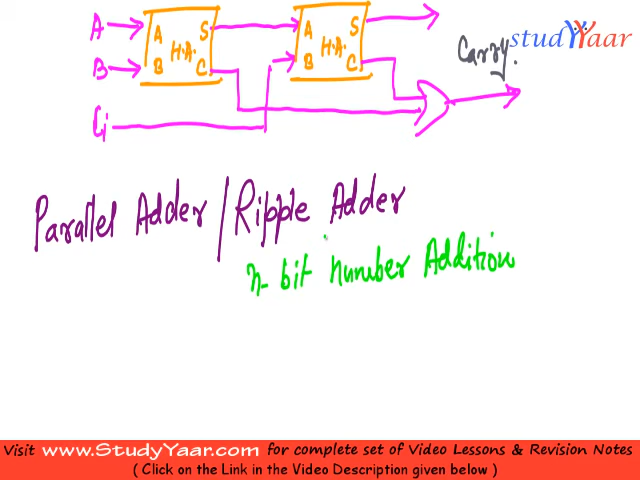 A A S A S
H.A. H.A.
B B C B C
Ci
Carry.
studYYaar
Parallel Adder / Ripple Adder
n-bit number Addition
Visit www.StudyYaar.com for complete set of Video Lessons & Revision Notes
( Click on the Link in the Video Description given below )